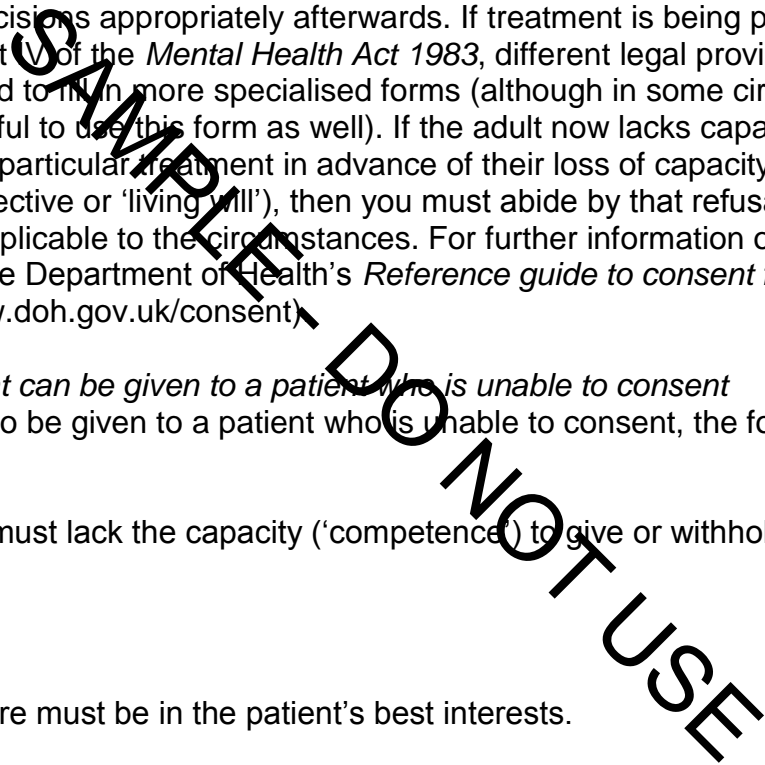 cisions appropriately afterwards. If treatment is being p
t IV of the Mental Health Act 1983, different legal provi
d to fill in more specialised forms (although in some cir
ful to use this form as well). If the adult now lacks capa
particular treatment in advance of their loss of capacity
ective or ‘living will’), then you must abide by that refusa
plicable to the circumstances. For further information o
e Department of Health’s Reference guide to consent f
v.doh.gov.uk/consent)
t can be given to a patient who is unable to consent
o be given to a patient who is unable to consent, the fo
must lack the capacity (‘competence’) to give or withhol
re must be in the patient’s best interests.
SAMPLE - DO NOT USE